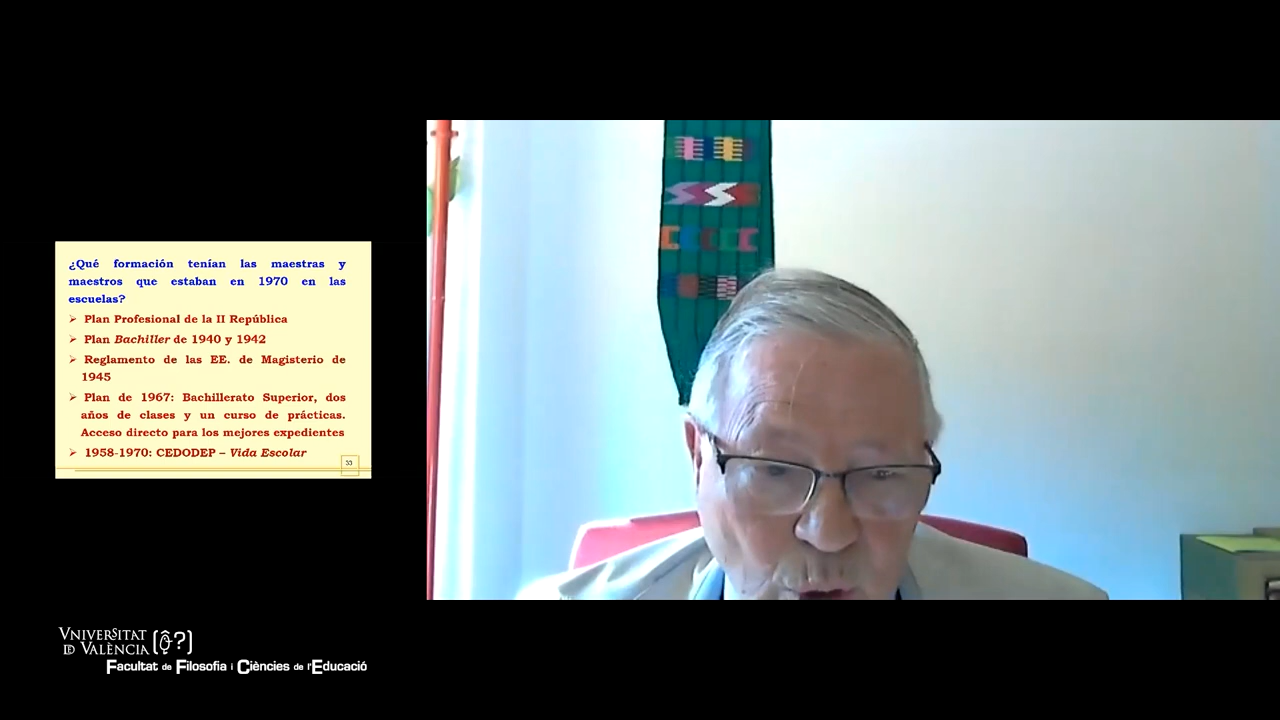 ¿Qué formación tenían las maestras y
maestros que estaban en 1970 en las
escuelas?
➢ Plan Profesional de la II República
➢ Plan Bachiller de 1940 y 1942
➢ Reglamento de las EE. de Magisterio de
1945
➢ Plan de 1967: Bachillerato Superior, dos
años de clases y un curso de prácticas.
Acceso directo para los mejores expedientes
➢ 1958-1970: CEDODEP – Vida Escolar
33
VNIVERSITAT
ID VALÈNCIA
Facultat de Filosofia i Ciències de l'Educació